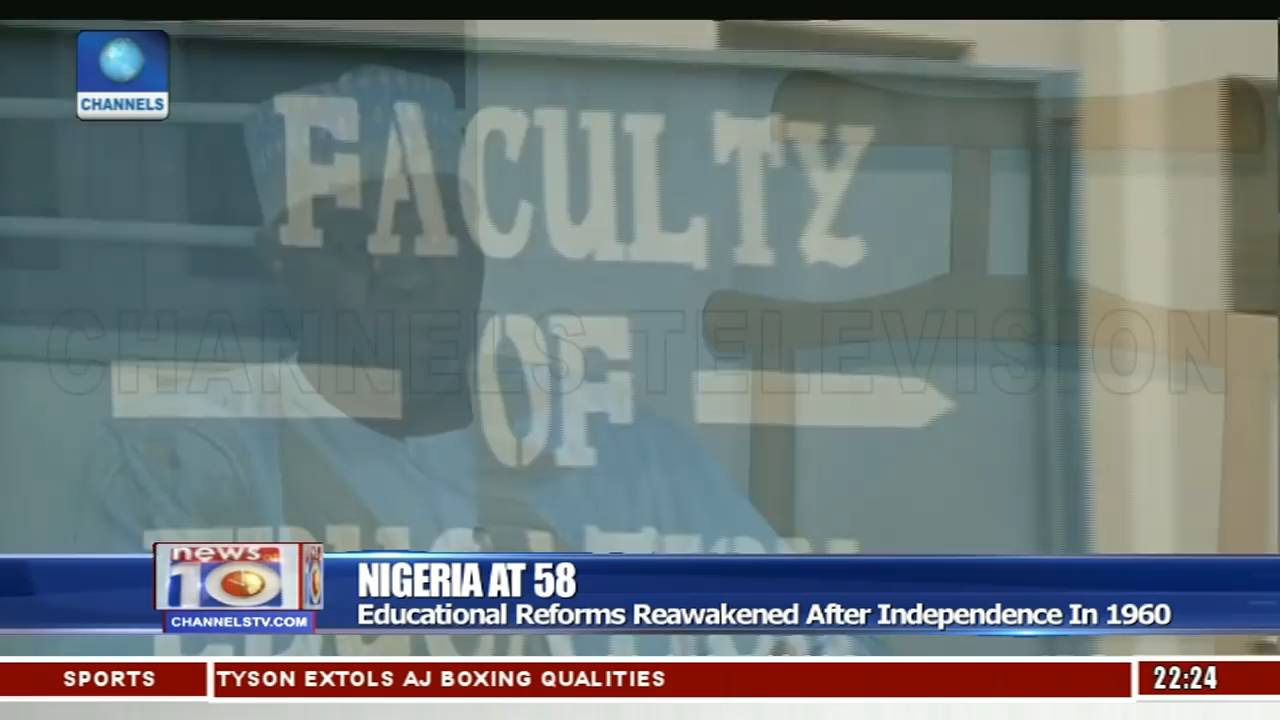 CHANNELS
FACULTY
OF
EDUCATION
CHANNELS TELEVISION
news
10
CHANNELSTV.COM
NIGERIA AT 58
Educational Reforms Reawakened After Independence In 1960
SPORTS
TYSON EXTOLS AJ BOXING QUALITIES
22:24